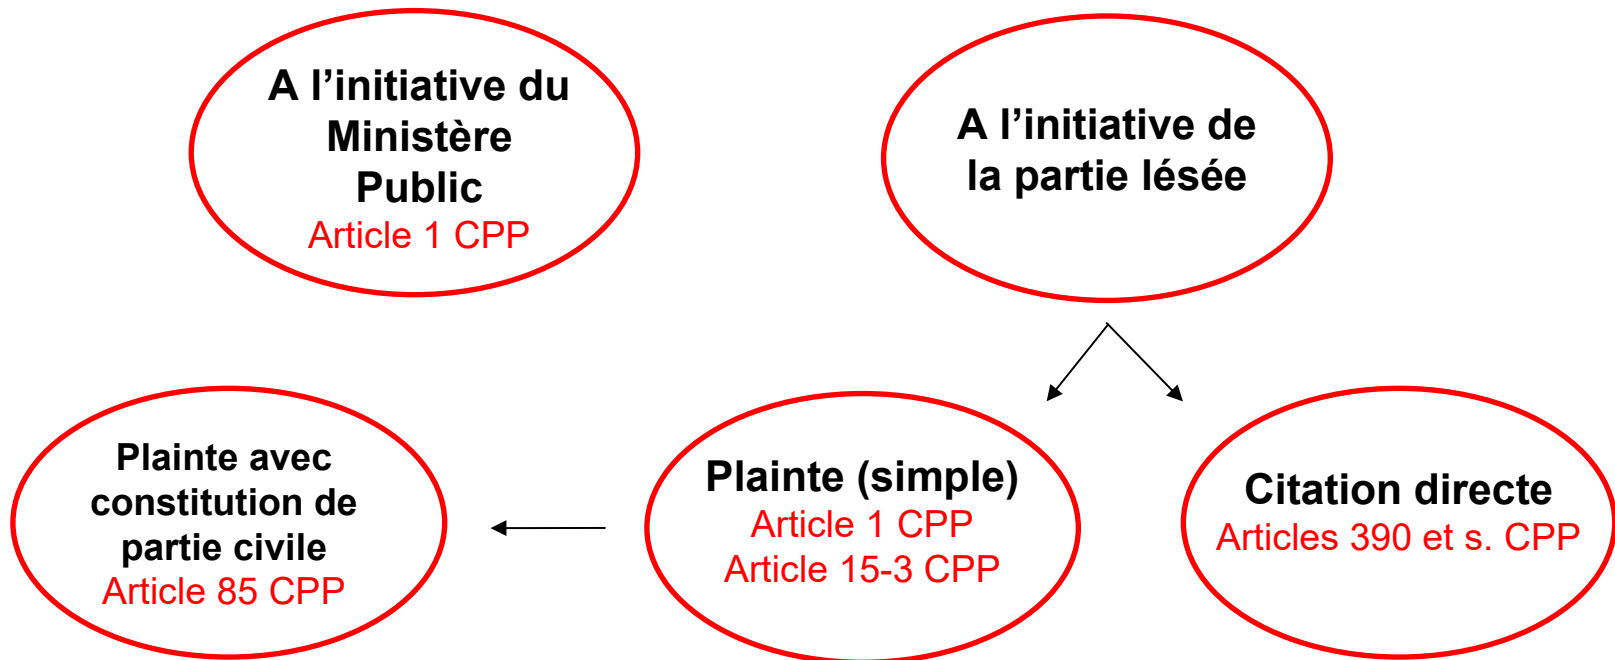 A l’initiative du
Ministère
Public
Article 1 CPP
A l’initiative de
la partie lésée
Plainte avec
constitution de
partie civile
Article 85 CPP
Plainte (simple)
Article 1 CPP
Article 15-3 CPP
Citation directe
Articles 390 et s. CPP